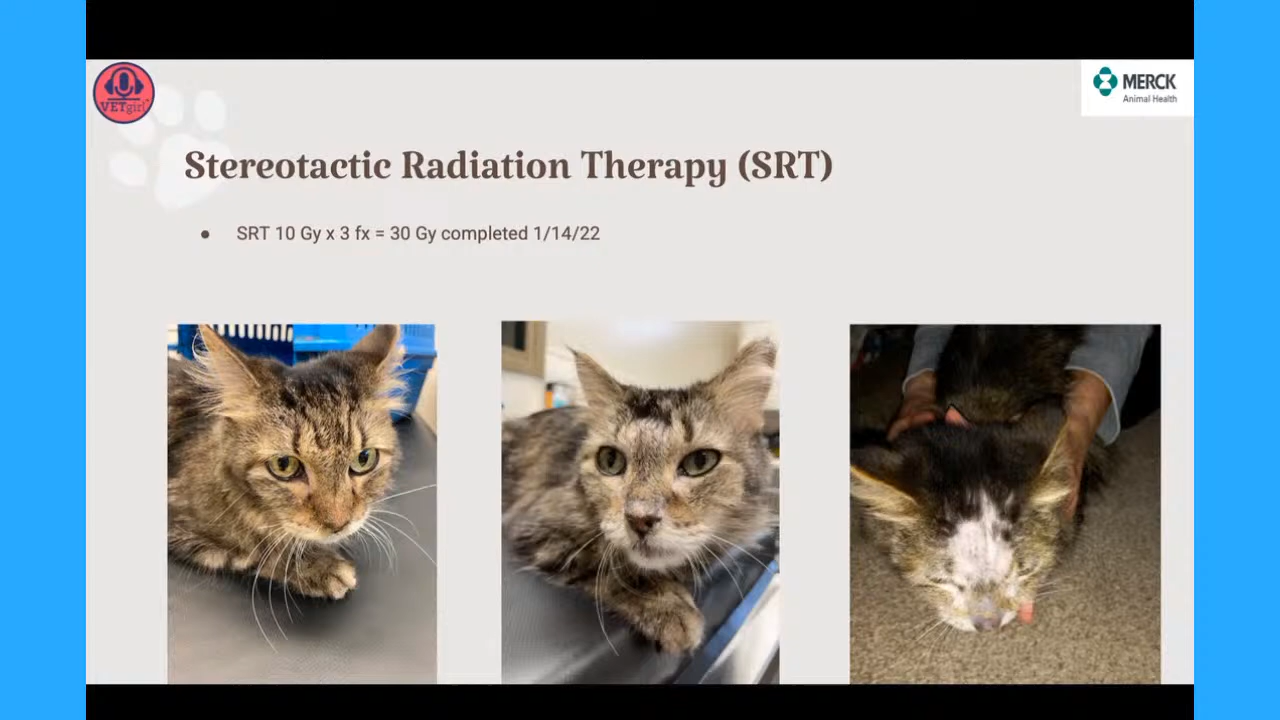 VETgirl
MERCK
Animal Health
Stereotactic Radiation Therapy (SRT)
● SRT 10 Gy x 3 fx = 30 Gy completed 1/14/22